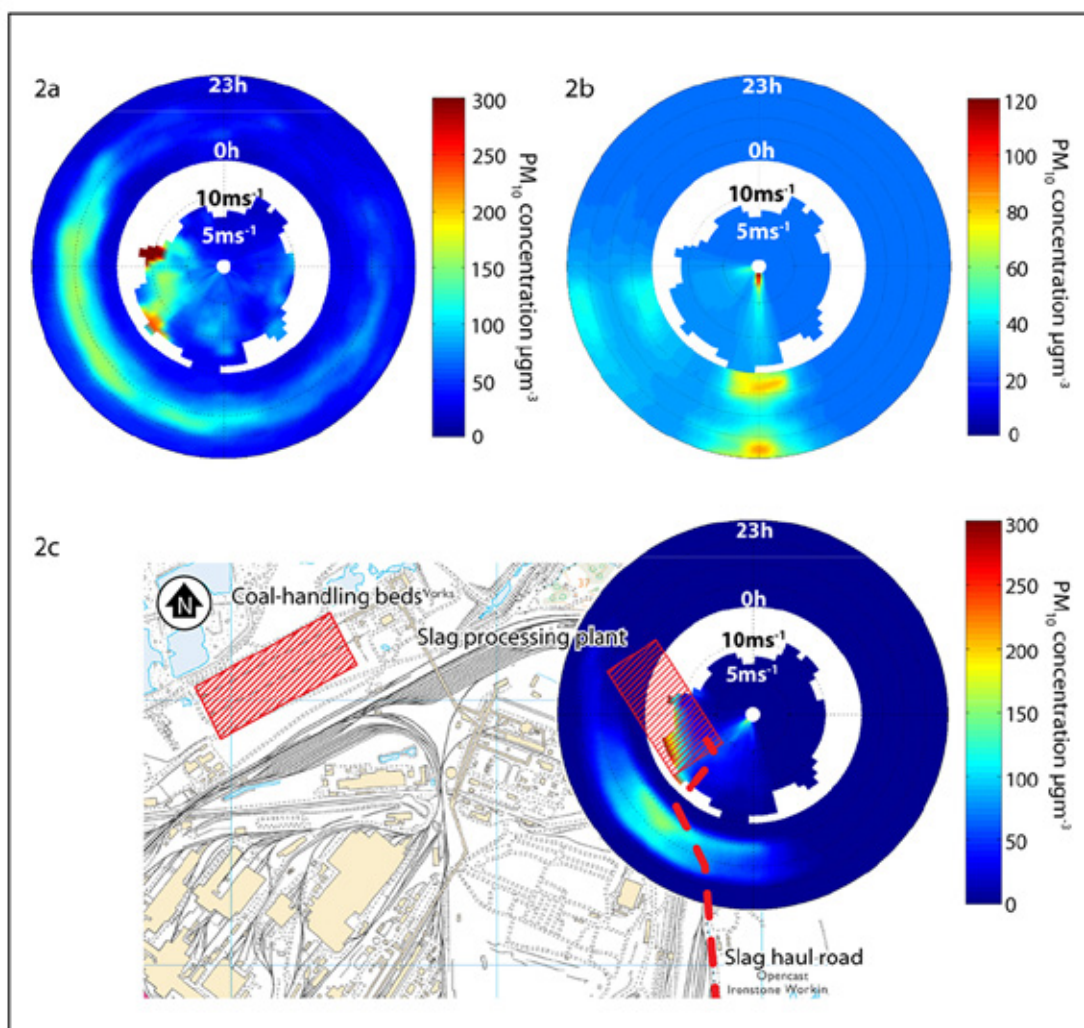 2a
23h
0h
10ms-1
5ms-1
300
250
200
150
100
50
0
PM10 concentration µgm-3
2b
23h
0h
10ms-1
5ms-1
120
100
80
60
40
20
0
PM10 concentration µgm-3
2c
N
Coal-handling beds
Works
Slag processing plant
37
23h
0h
10ms-1
5ms-1
300
250
200
150
100
50
0
PM10 concentration µgm-3
Slag haul road
Opencast
Ironstone Workin